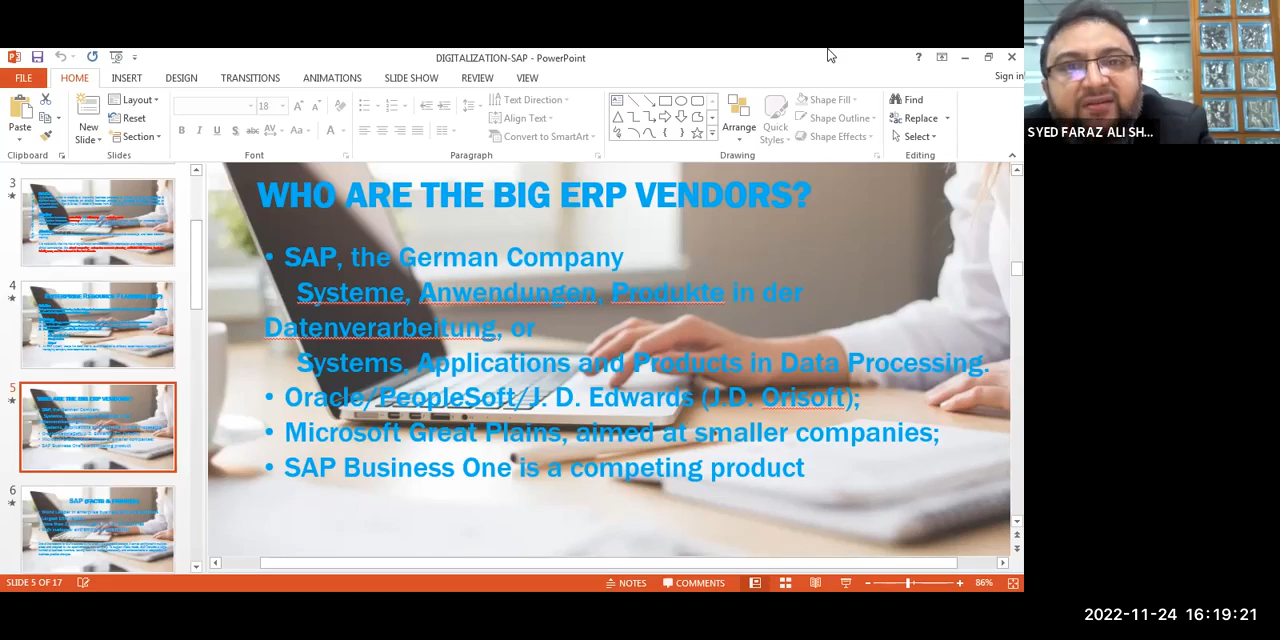 DIGITALIZATION-SAP - PowerPoint
Sign in
FILE HOME INSERT DESIGN TRANSITIONS ANIMATIONS SLIDE SHOW REVIEW VIEW
Paste
New Slide
Layout
Reset
Section
18
Text Direction
Align Text
Convert to SmartArt
Arrange
Quick Styles
Shape Fill
Shape Outline
Shape Effects
Find
Replace
Select
Clipboard Slides Font Paragraph Drawing Editing
SYED FARAZ ALI SH...
3
4
5
6
WHO ARE THE BIG ERP VENDORS?
• SAP, the German Company
Systeme, Anwendungen, Produkte in der
Datenverarbeitung, or
Systems, Applications and Products in Data Processing.
• Oracle/PeopleSoft/J. D. Edwards (J.D. Orisoft);
• Microsoft Great Plains, aimed at smaller companies;
• SAP Business One is a competing product
SLIDE 5 OF 17
NOTES
COMMENTS
86%
2022-11-24 16:19:21